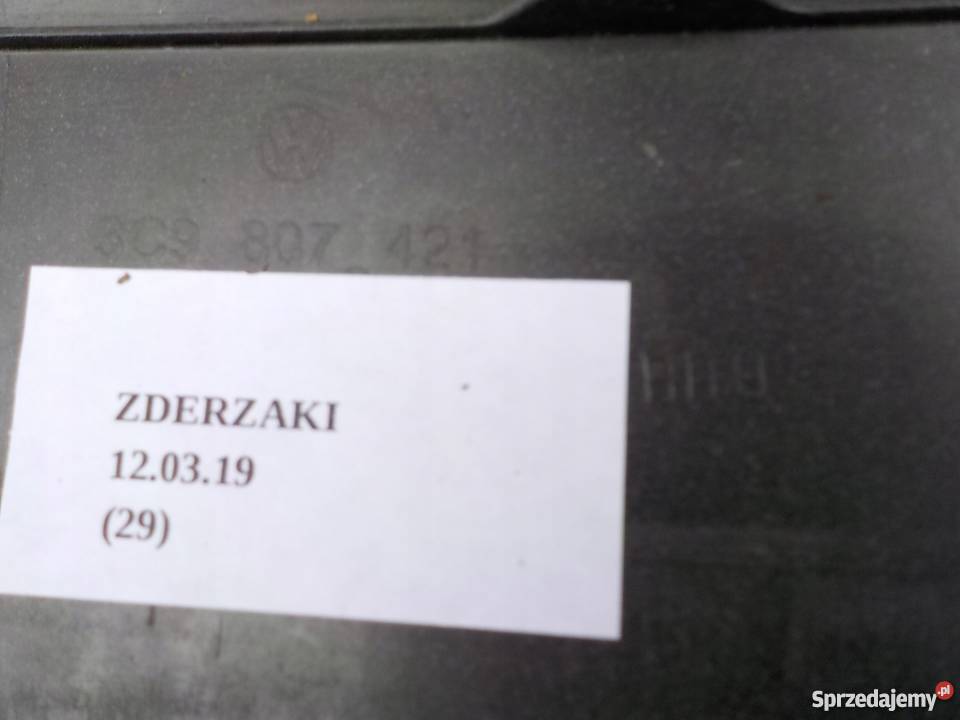 3C9 807 421
ZDERZAKI
12.03.19
(29)
Sprzedajemy.pl